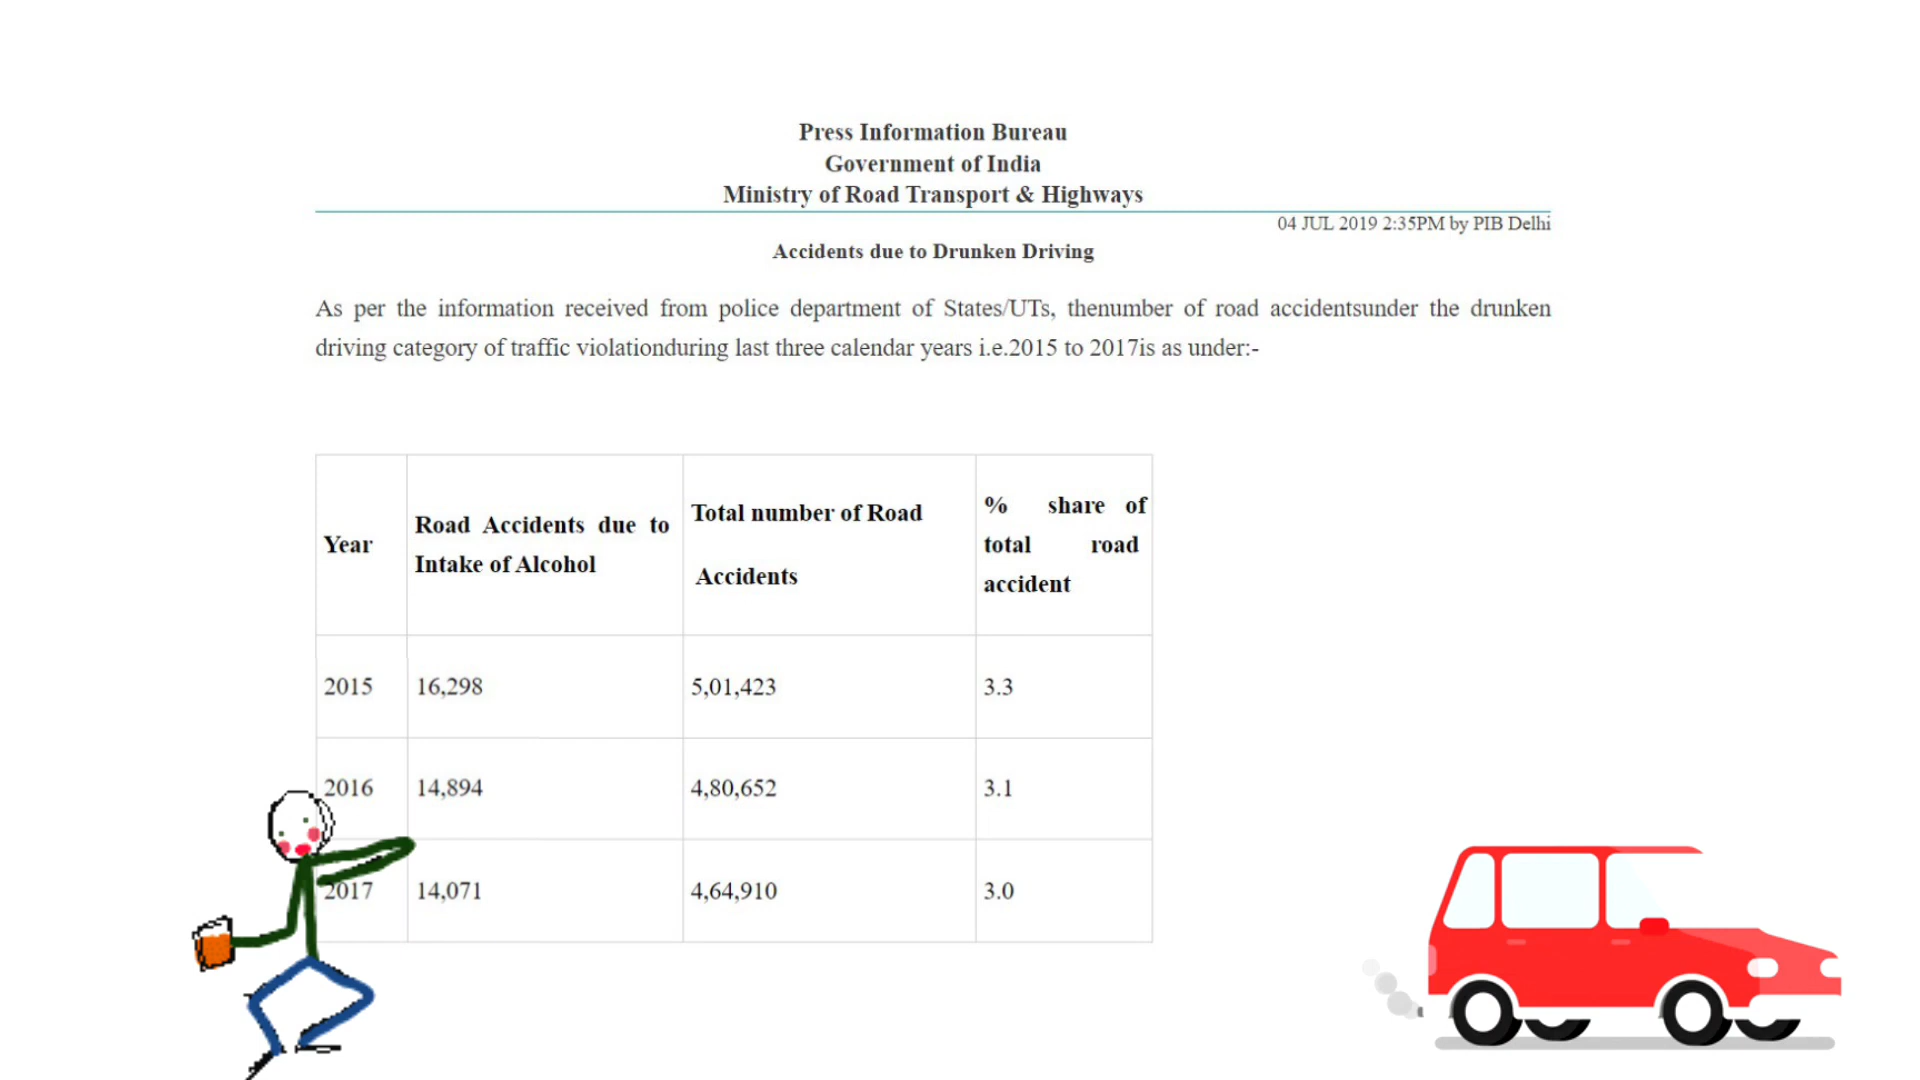 Press Information Bureau
Government of India
Ministry of Road Transport & Highways
04 JUL 2019 2:35PM by PIB Delhi
Accidents due to Drunken Driving
As per the information received from police department of States/UTs, thenumber of road accidentsunder the drunken
driving category of traffic violationduring last three calendar years i.e.2015 to 2017is as under:-
Year
Road Accidents due to
Intake of Alcohol
Total number of Road
Accidents
% share of
total road
accident
2015 16,298 5,01,423 3.3
2016 14,894 4,80,652 3.1
2017 14,071 4,64,910 3.0